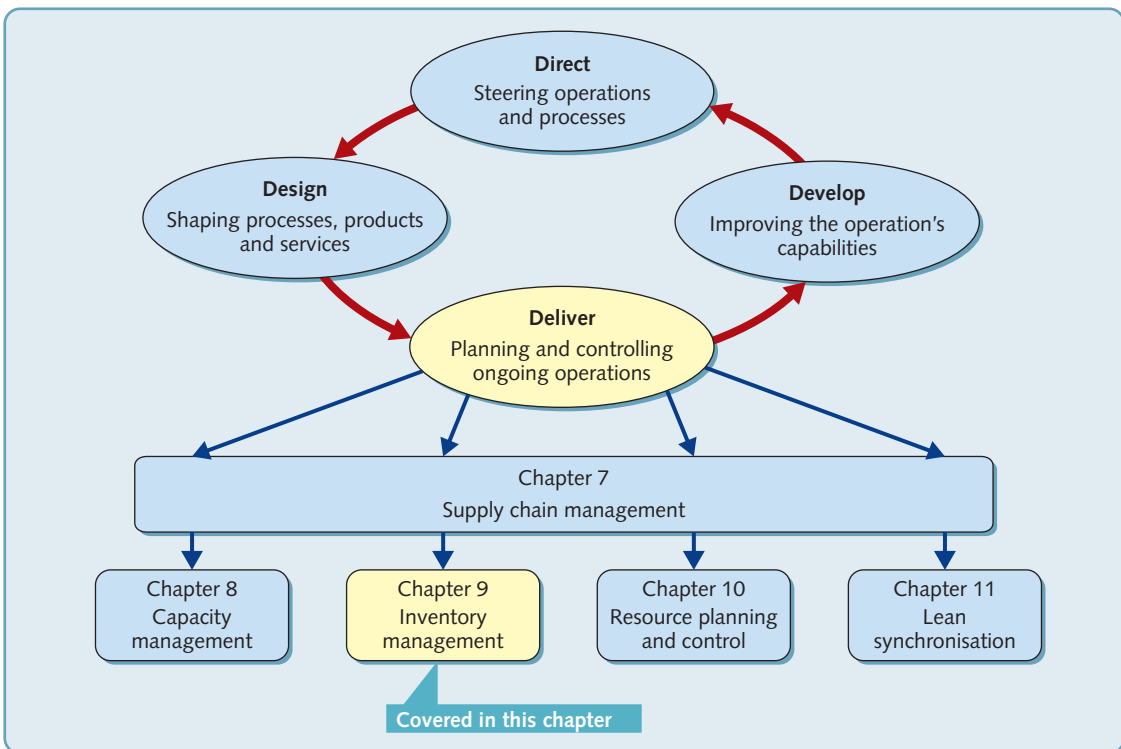 Direct
Steering operations
and processes
Design
Shaping processes, products
and services
Develop
Improving the operation's
capabilities
Deliver
Planning and controlling
ongoing operations
Chapter 7
Supply chain management
Chapter 8
Capacity
management
Chapter 9
Inventory
management
Chapter 10
Resource planning
and control
Chapter 11
Lean
synchronisation
Covered in this chapter